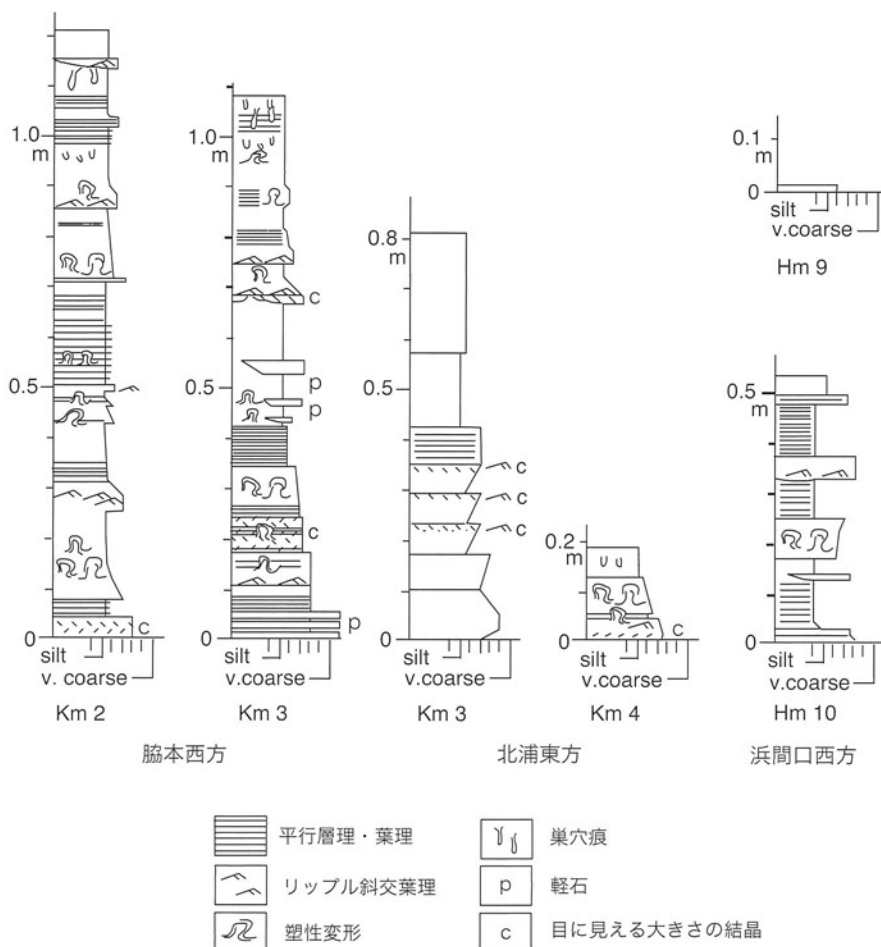 1.0
m
0.5
0
silt
v. coarse
Km 2
c
1.0
m
0.5
0
c
p
p
c
p
silt
v.coarse
Km 3
脇本西方
0.8
m
0.5
0
c
c
c
silt
v.coarse
Km 3
0.2
m
0
c
silt
v.coarse
Km 4
北浦東方
0.1
m
0
silt
v.coarse
Hm 9
0.5
m
0
silt
v.coarse
Hm 10
浜間口西方
平行層理・葉理
リップル斜交葉理
塑性変形
巣穴痕
p 軽石
c 目に見える大きさの結晶